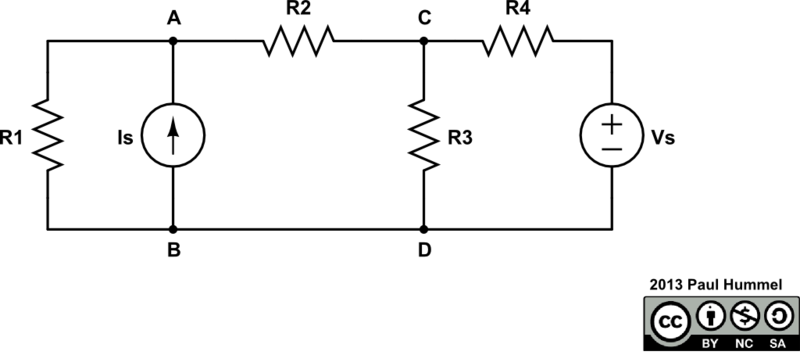 A
R2
C
R4
R1
Is
R3
+
−
Vs
B
D
2013 Paul Hummel
cc
BY NC SA